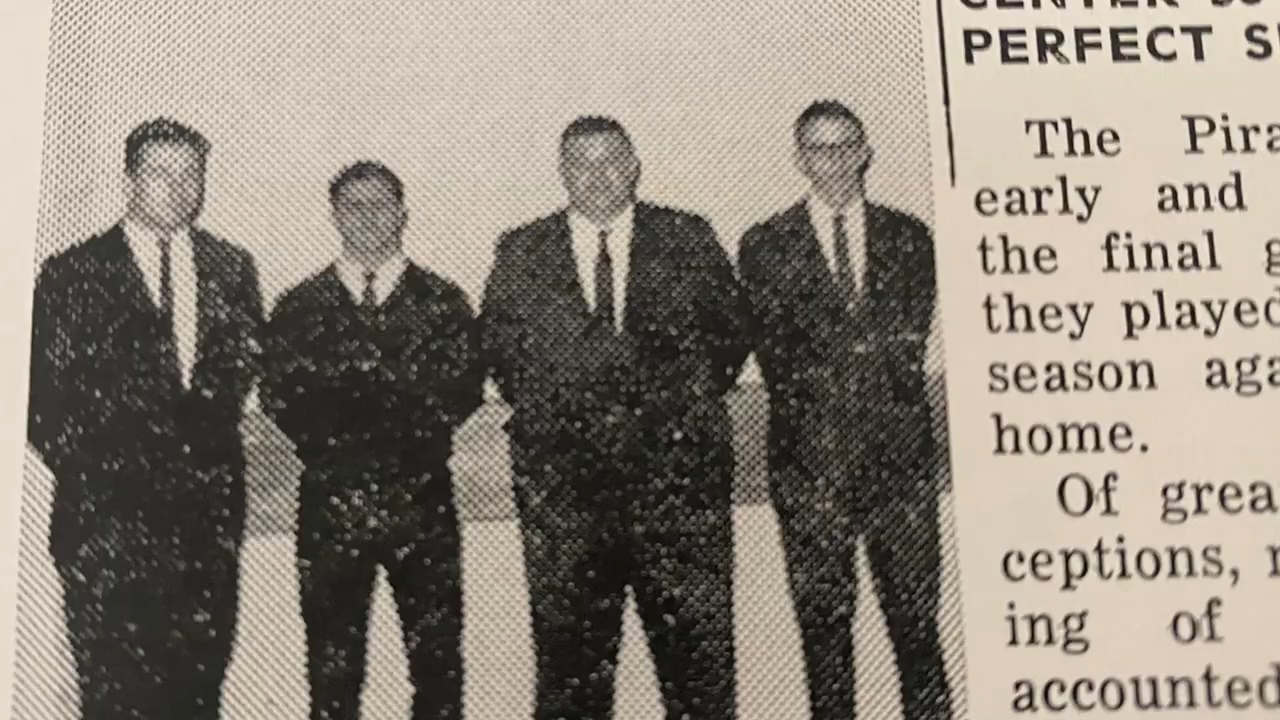 PERFECT
The Pira
early and
the final g
they played
season aga
home.
Of grea
ceptions, r
ing of
accounted